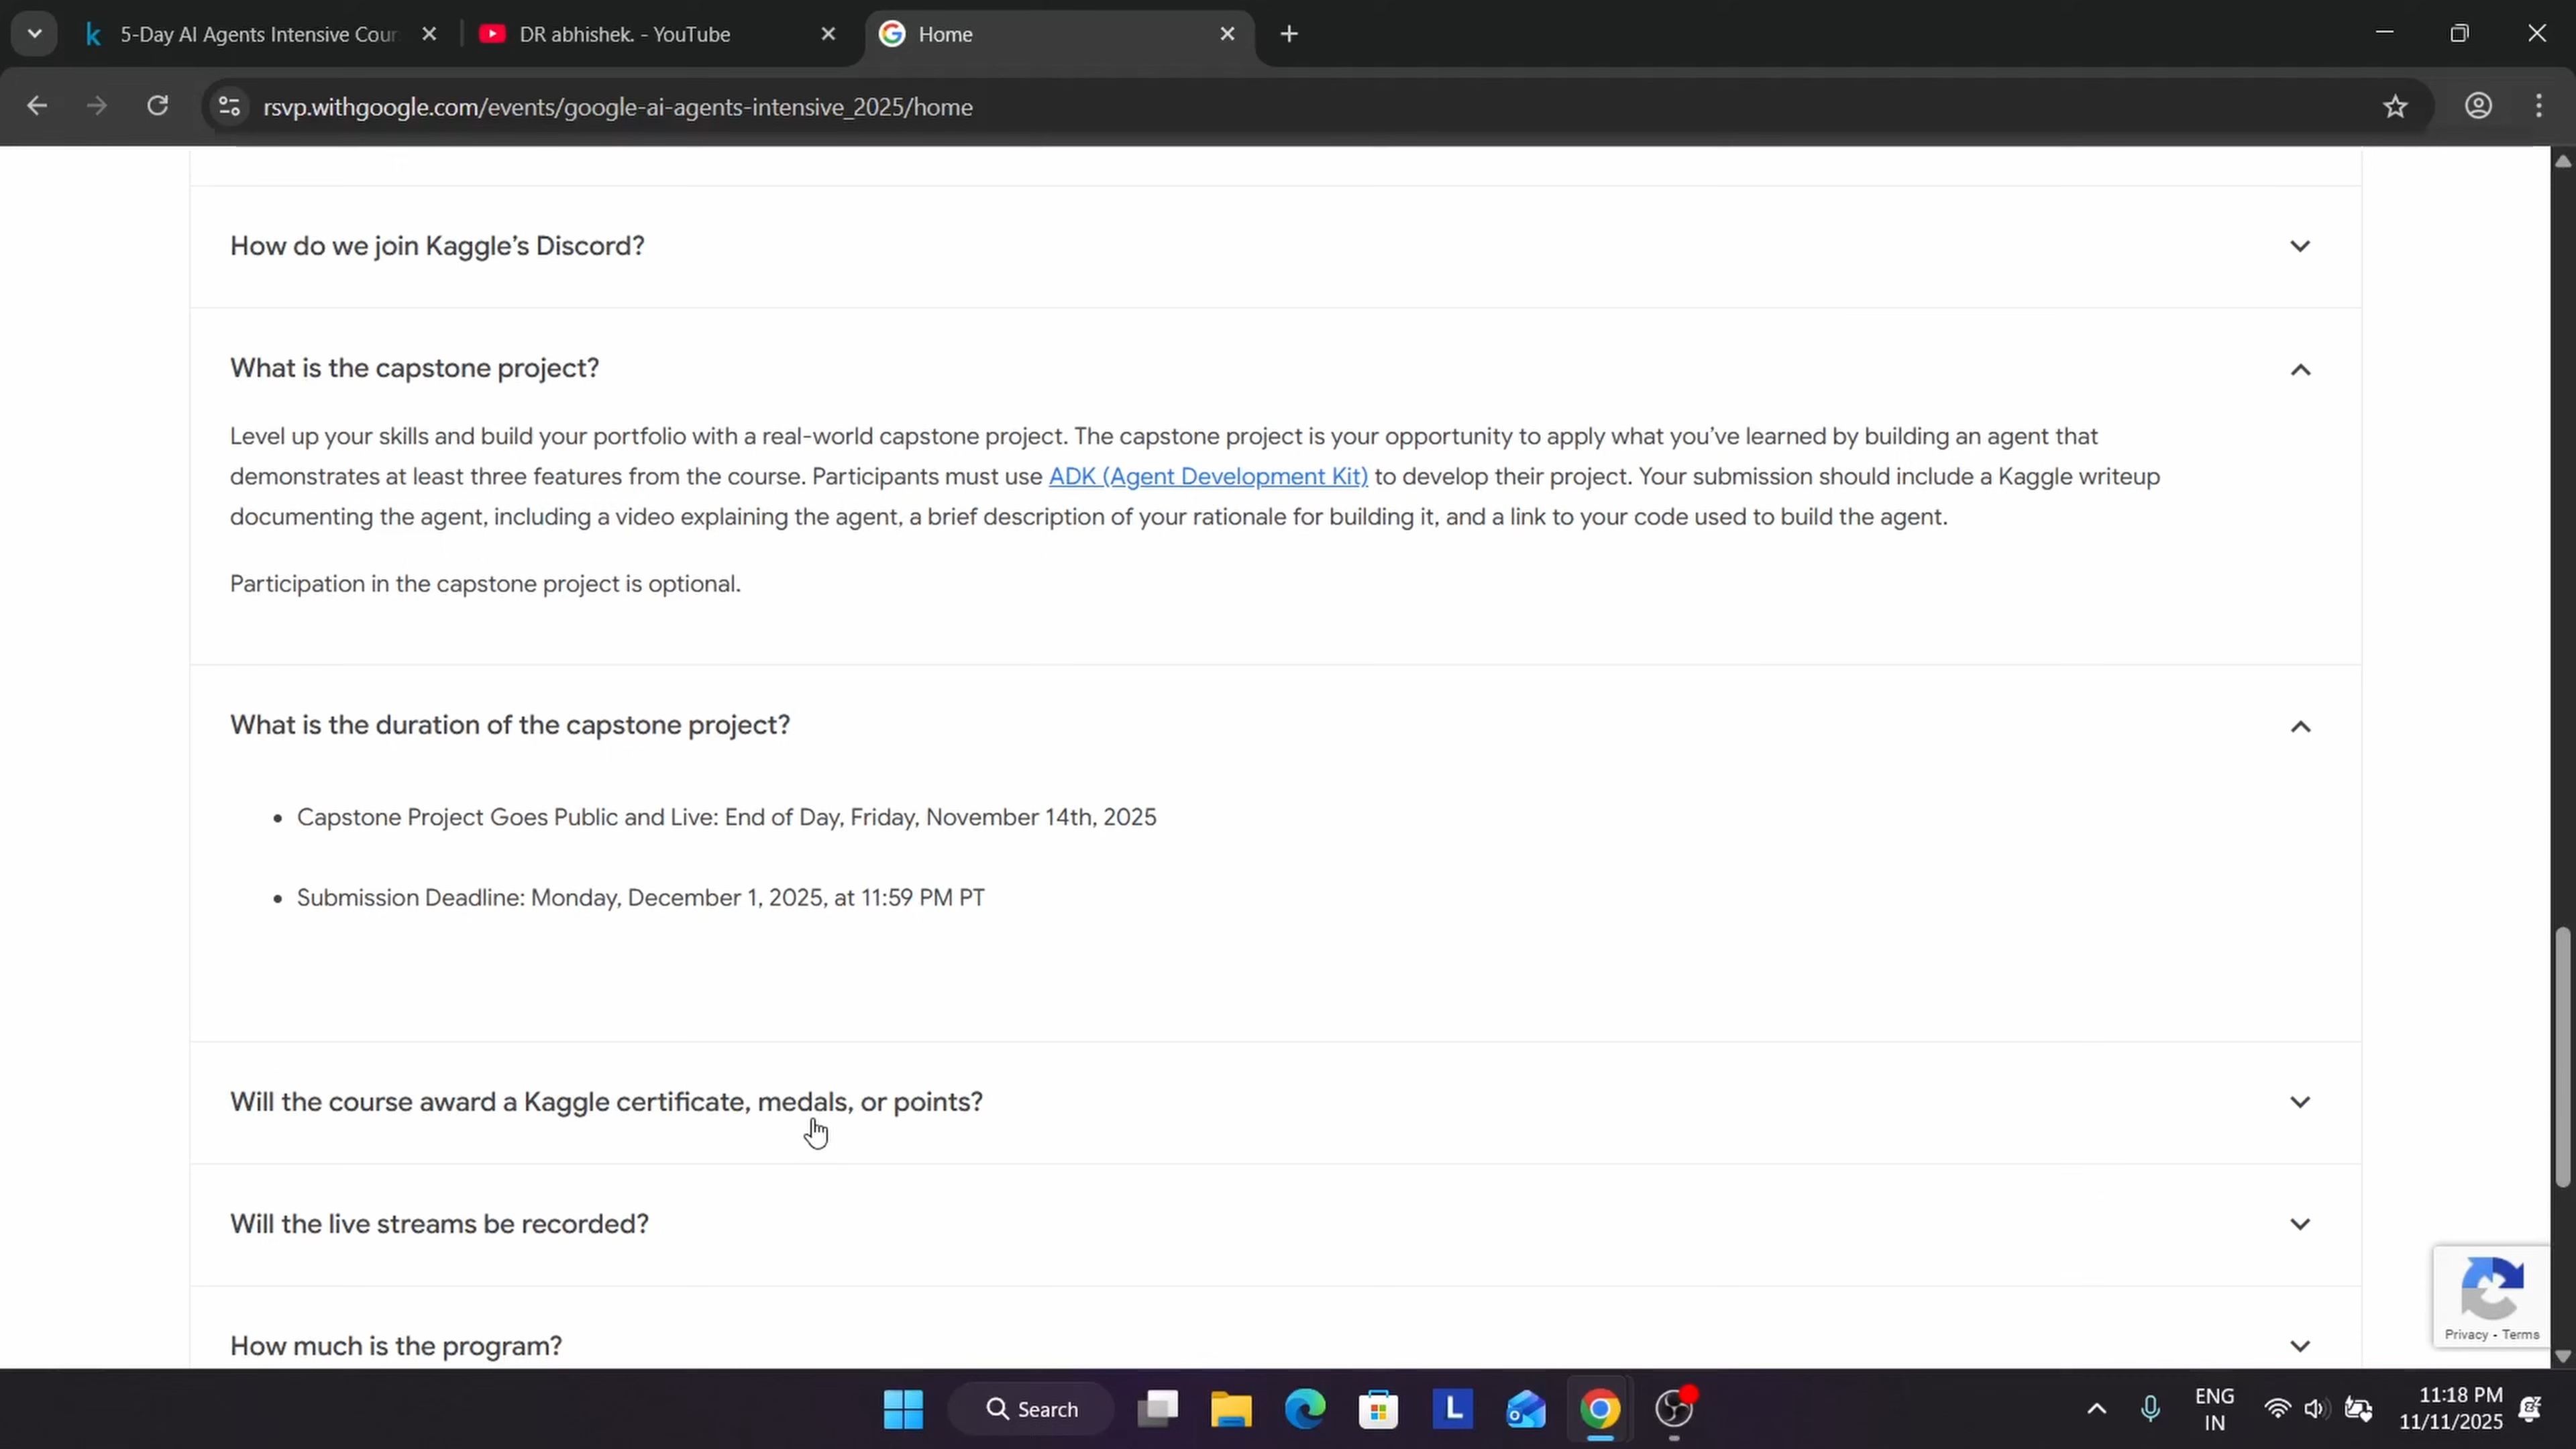 5-Day AI Agents Intensive Cour
DR abhishek. - YouTube
Home
rsvp.withgoogle.com/events/google-ai-agents-intensive_2025/home
How do we join Kaggle’s Discord?
What is the capstone project?
Level up your skills and build your portfolio with a real-world capstone project. The capstone project is your opportunity to apply what you’ve learned by building an agent that
demonstrates at least three features from the course. Participants must use ADK (Agent Development Kit) to develop their project. Your submission should include a Kaggle writeup
documenting the agent, including a video explaining the agent, a brief description of your rationale for building it, and a link to your code used to build the agent.
Participation in the capstone project is optional.
What is the duration of the capstone project?
• Capstone Project Goes Public and Live: End of Day, Friday, November 14th, 2025
• Submission Deadline: Monday, December 1, 2025, at 11:59 PM PT
Will the course award a Kaggle certificate, medals, or points?
Will the live streams be recorded?
How much is the program?
Privacy - Terms
Search
L
ENG
IN
11:18 PM
11/11/2025